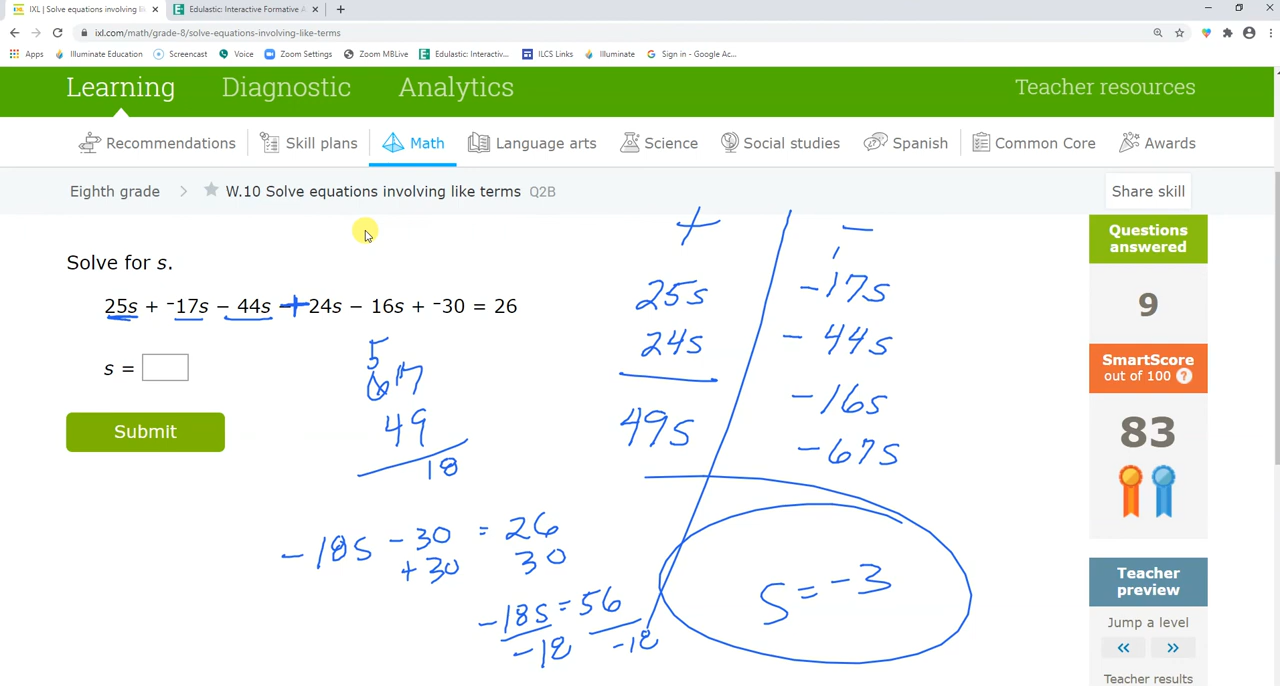 IXL | Solve equations involving li
Edulastic: Interactive Formative A
ixl.com/math/grade-8/solve-equations-involving-like-terms
Apps Illuminate Education Screencast Voice Zoom Settings Zoom MBLive Edulastic: Interactiv... ILCS Links Illuminate Sign in - Google Ac...
Learning Diagnostic Analytics Teacher resources
Recommendations Skill plans Math Language arts Science Social studies Spanish Common Core Awards
Eighth grade > W.10 Solve equations involving like terms Q2B Share skill
Solve for s.
25s + ⁻17s − 44s + 24s − 16s + ⁻30 = 26
s =
Submit
5
67 17
49
18
-18s - 30 = 26
+30 30
-18s = 56
-18 -18
+
25s
24s
49s
-
1
-17s
- 44s
-16s
-67s
s = -3
Questions
answered
9
SmartScore
out of 100 ?
83
Teacher
preview
Jump a level
« »
Teacher results